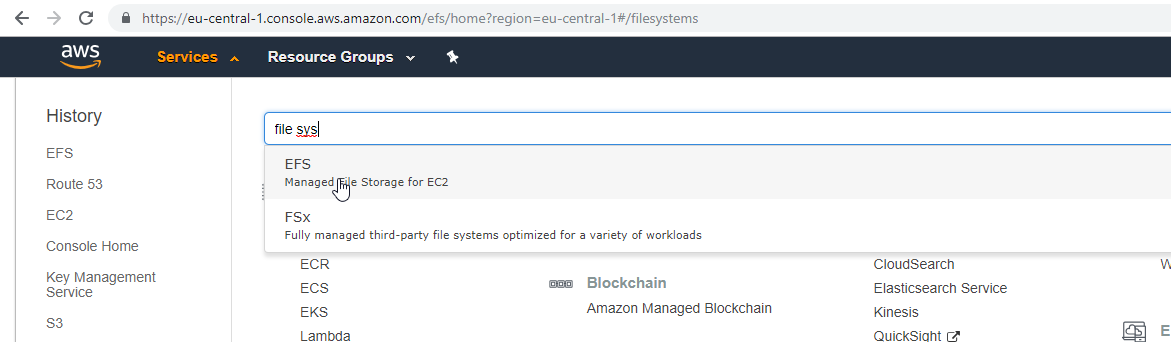 https://eu-central-1.console.aws.amazon.com/efs/home?region=eu-central-1#/filesystems
aws
Services
Resource Groups
History
EFS
Route 53
EC2
Console Home
Key Management
Service
S3
file sys
EFS
Managed File Storage for EC2
FSx
Fully managed third-party file systems optimized for a variety of workloads
ECR
ECS
EKS
Lambda
Blockchain
Amazon Managed Blockchain
CloudSearch
Elasticsearch Service
Kinesis
QuickSight
W
E